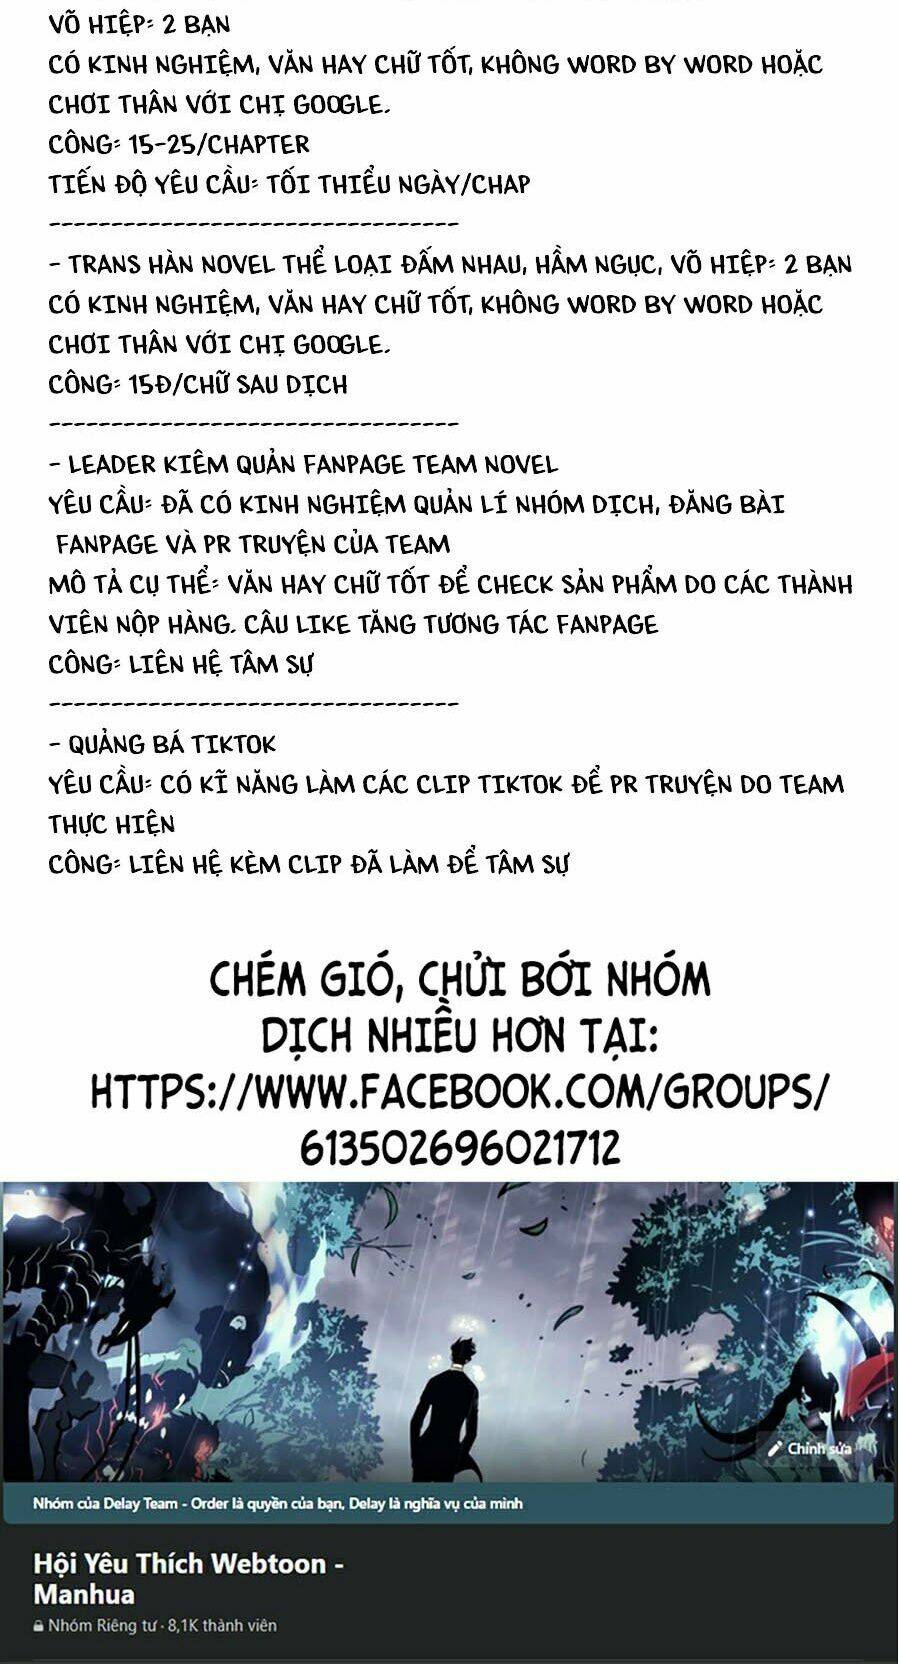 VÕ HIỆP: 2 BẠN
CÓ KINH NGHIỆM, VĂN HAY CHỮ TỐT, KHÔNG WORD BY WORD HOẶC
CHƠI THÂN VỚI CHỊ GOOGLE.
CÔNG: 15-25/CHAPTER
TIẾN ĐỘ YÊU CẦU: TỐI THIỂU NGÀY/CHAP
---------------------------------
- TRANS HÀN NOVEL THỂ LOẠI ĐẤM NHAU, HẦM NGỤC, VÕ HIỆP: 2 BẠN
CÓ KINH NGHIỆM, VĂN HAY CHỮ TỐT, KHÔNG WORD BY WORD HOẶC
CHƠI THÂN VỚI CHỊ GOOGLE.
CÔNG: 15Đ/CHỮ SAU DỊCH
---------------------------------
- LEADER KIÊM QUẢN FANPAGE TEAM NOVEL
YÊU CẦU: ĐÃ CÓ KINH NGHIỆM QUẢN LÍ NHÓM DỊCH, ĐĂNG BÀI
FANPAGE VÀ PR TRUYỆN CỦA TEAM
MÔ TẢ CỤ THỂ: VĂN HAY CHỮ TỐT ĐỂ CHECK SẢN PHẨM DO CÁC THÀNH
VIÊN NỘP HÀNG. CÂU LIKE TĂNG TƯƠNG TÁC FANPAGE
CÔNG: LIÊN HỆ TÂM SỰ
---------------------------------
- QUẢNG BÁ TIKTOK
YÊU CẦU: CÓ KĨ NĂNG LÀM CÁC CLIP TIKTOK ĐỂ PR TRUYỆN DO TEAM
THỰC HIỆN
CÔNG: LIÊN HỆ KÈM CLIP ĐÃ LÀM ĐỂ TÂM SỰ
CHÉM GIÓ, CHỬI BỚI NHÓM
DỊCH NHIỀU HƠN TẠI:
HTTPS://WWW.FACEBOOK.COM/GROUPS/
613502696021712
Chỉnh sửa
Nhóm của Delay Team - Order là quyền của bạn, Delay là nghĩa vụ của mình
Hội Yêu Thích Webtoon -
Manhua
Nhóm Riêng tư · 8,1K thành viên